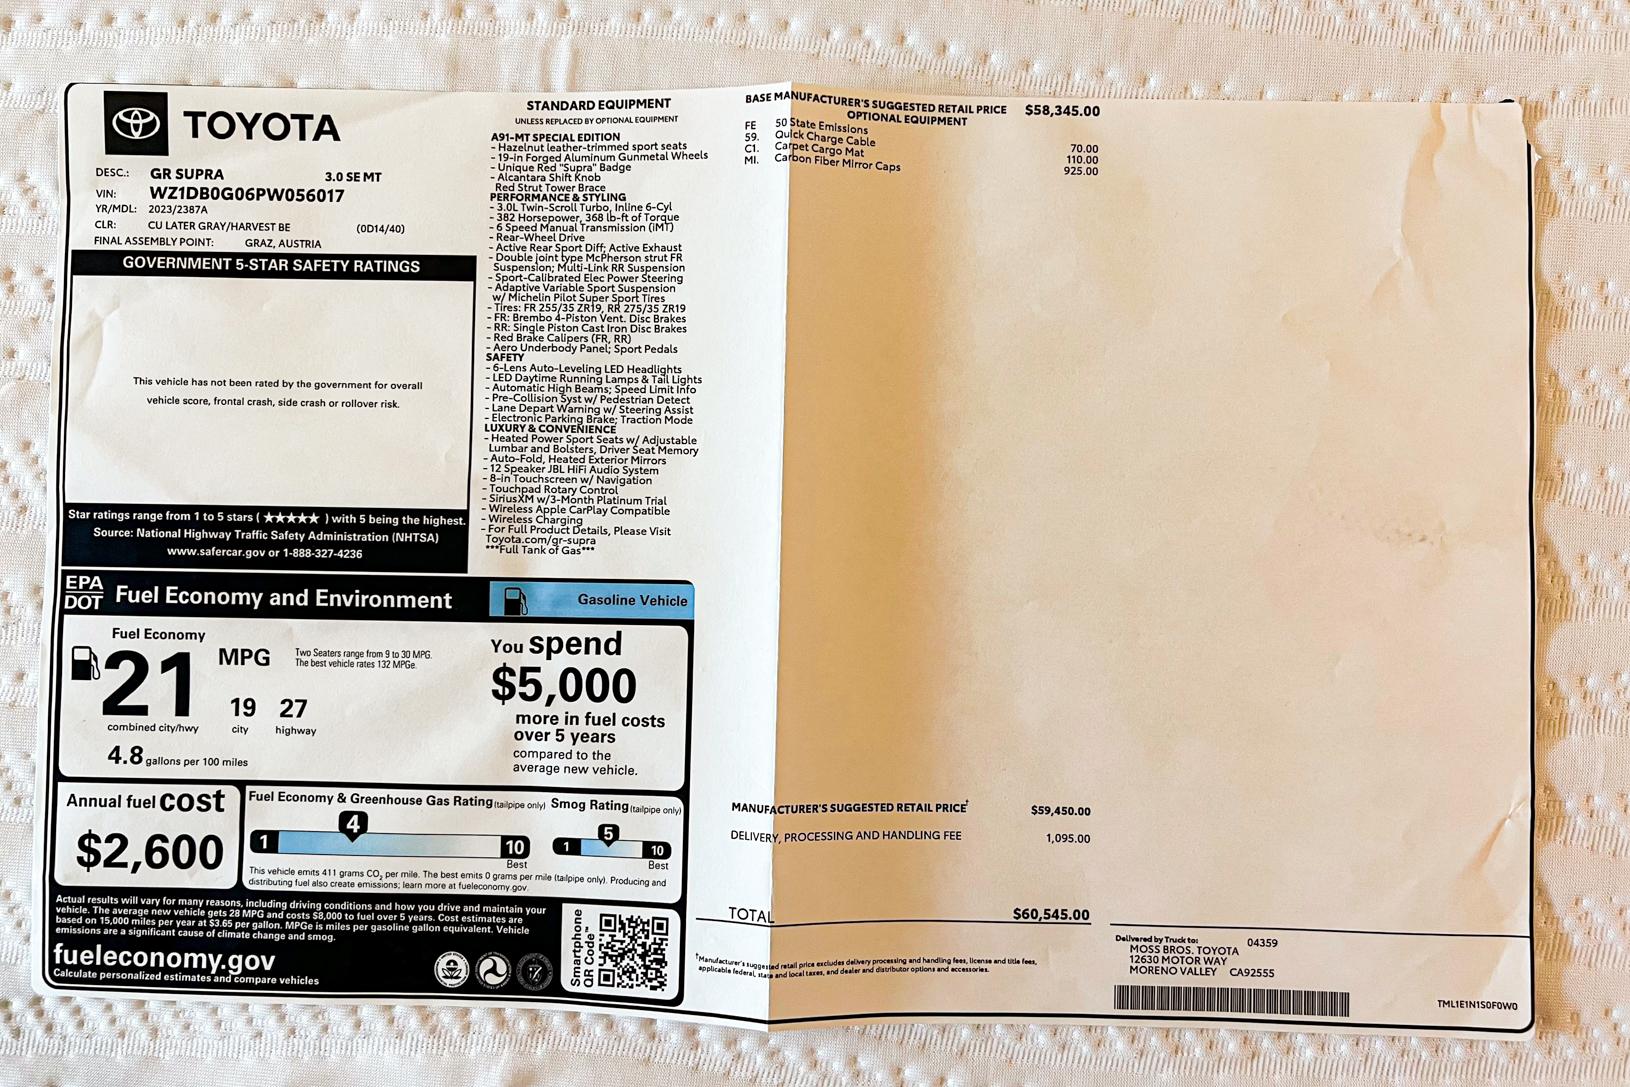 TOYOTA
DESC.: GR SUPRA 3.0 SE MT
VIN: WZ1DB0G06PW056017
YR/MDL: 2023/2387A
CLR: CU LATER GRAY/HARVEST BE (0D14/40)
FINAL ASSEMBLY POINT: GRAZ, AUSTRIA
GOVERNMENT 5-STAR SAFETY RATINGS
This vehicle has not been rated by the government for overall
vehicle score, frontal crash, side crash or rollover risk.
Star ratings range from 1 to 5 stars (★★★★★) with 5 being the highest.
Source: National Highway Traffic Safety Administration (NHTSA)
www.safercar.gov or 1-888-327-4236
STANDARD EQUIPMENT
UNLESS REPLACED BY OPTIONAL EQUIPMENT
A91-MT SPECIAL EDITION
- Hazelnut leather-trimmed sport seats
- 19-in Forged Aluminum Gunmetal Wheels
- Unique Red "Supra" Badge
- Alcantara Shift Knob
Red Strut Tower Brace
PERFORMANCE & STYLING
- 3.0L Twin-Scroll Turbo, Inline 6-Cyl
- 382 Horsepower, 368 lb-ft of Torque
- 6 Speed Manual Transmission (iMT)
- Rear-Wheel Drive
- Active Rear Sport Diff; Active Exhaust
- Double joint type McPherson strut FR
Suspension; Multi-Link RR Suspension
- Sport-Calibrated Elec Power Steering
- Adaptive Variable Sport Suspension
w/ Michelin Pilot Super Sport Tires
- Tires: FR 255/35 ZR19, RR 275/35 ZR19
- FR: Brembo 4-Piston Vent. Disc Brakes
- RR: Single Piston Cast Iron Disc Brakes
- Red Brake Calipers (FR, RR)
- Aero Underbody Panel; Sport Pedals
SAFETY
- 6-Lens Auto-Leveling LED Headlights
- LED Daytime Running Lamps & Tail Lights
- Automatic High Beams; Speed Limit Info
- Pre-Collision Syst w/ Pedestrian Detect
- Lane Depart Warning w/ Steering Assist
- Electronic Parking Brake; Traction Mode
LUXURY & CONVENIENCE
- Heated Power Sport Seats w/ Adjustable
Lumbar and Bolsters, Driver Seat Memory
- Auto-Fold, Heated Exterior Mirrors
- 12 Speaker JBL HiFi Audio System
- 8-in Touchscreen w/ Navigation
- Touchpad Rotary Control
- SiriusXM w/3-Month Platinum Trial
- Wireless Apple CarPlay Compatible
- Wireless Charging
- For Full Product Details, Please Visit
Toyota.com/gr-supra
***Full Tank of Gas***
BASE MANUFACTURER'S SUGGESTED RETAIL PRICE $58,345.00
OPTIONAL EQUIPMENT
FE 50 State Emissions
59. Quick Charge Cable 70.00
C1. Carpet Cargo Mat 110.00
MI. Carbon Fiber Mirror Caps 925.00
EPA
DOT
Fuel Economy and Environment
Gasoline Vehicle
Fuel Economy
21 MPG
Two Seaters range from 9 to 30 MPG.
The best vehicle rates 132 MPGe.
19 27
combined city/hwy city highway
4.8 gallons per 100 miles
You spend
$5,000
more in fuel costs
over 5 years
compared to the
average new vehicle.
Annual fuel cost
$2,600
Fuel Economy & Greenhouse Gas Rating (tailpipe only)
4
1 10
Best
Smog Rating (tailpipe only)
5
1 10
Best
This vehicle emits 411 grams CO2 per mile. The best emits 0 grams per mile (tailpipe only). Producing and
distributing fuel also create emissions; learn more at fueleconomy.gov.
Actual results will vary for many reasons, including driving conditions and how you drive and maintain your
vehicle. The average new vehicle gets 28 MPG and costs $8,000 to fuel over 5 years. Cost estimates are
based on 15,000 miles per year at $3.65 per gallon. MPGe is miles per gasoline gallon equivalent. Vehicle
emissions are a significant cause of climate change and smog.
fueleconomy.gov
Calculate personalized estimates and compare vehicles
Smartphone
QR Code™
MANUFACTURER'S SUGGESTED RETAIL PRICE† $59,450.00
DELIVERY, PROCESSING AND HANDLING FEE 1,095.00
TOTAL $60,545.00
†Manufacturer's suggested retail price excludes delivery processing and handling fees, license and title fees,
applicable federal, state and local taxes, and dealer and distributor options and accessories.
Delivered by Truck to: 04359
MOSS BROS. TOYOTA
12630 MOTOR WAY
MORENO VALLEY CA92555
TML1E1N1S0F0W0